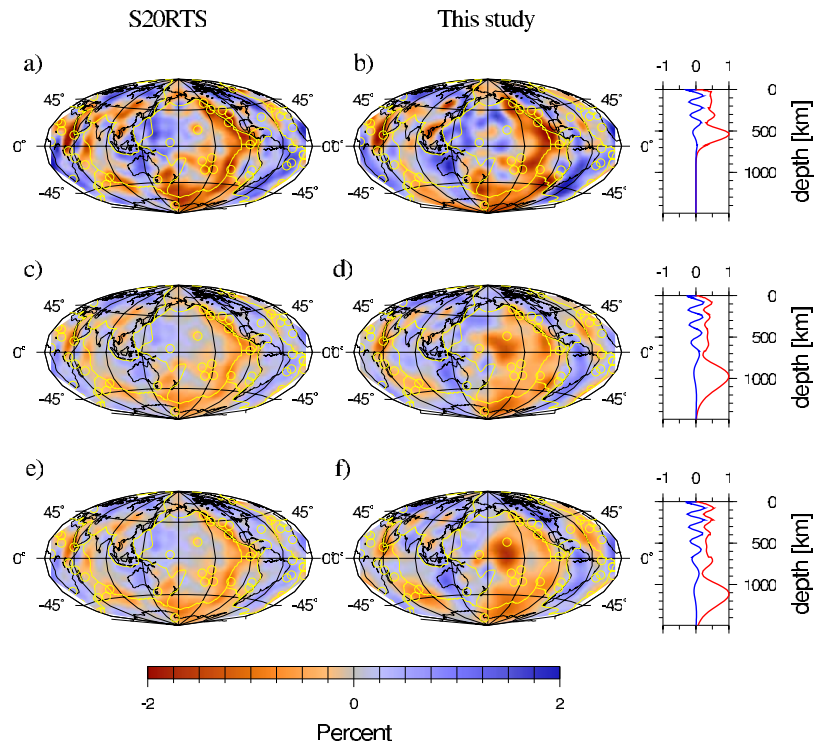 S20RTS This study
a) b) -1 0 1
45° 45° 0
0° 0° 0° 500
-45° -45° 1000
depth [km]
c) d) -1 0 1
45° 45° 0
0° 0° 0° 500
-45° -45° 1000
depth [km]
e) f) -1 0 1
45° 45° 0
0° 0° 0° 500
-45° -45° 1000
depth [km]
-2 0 2
Percent